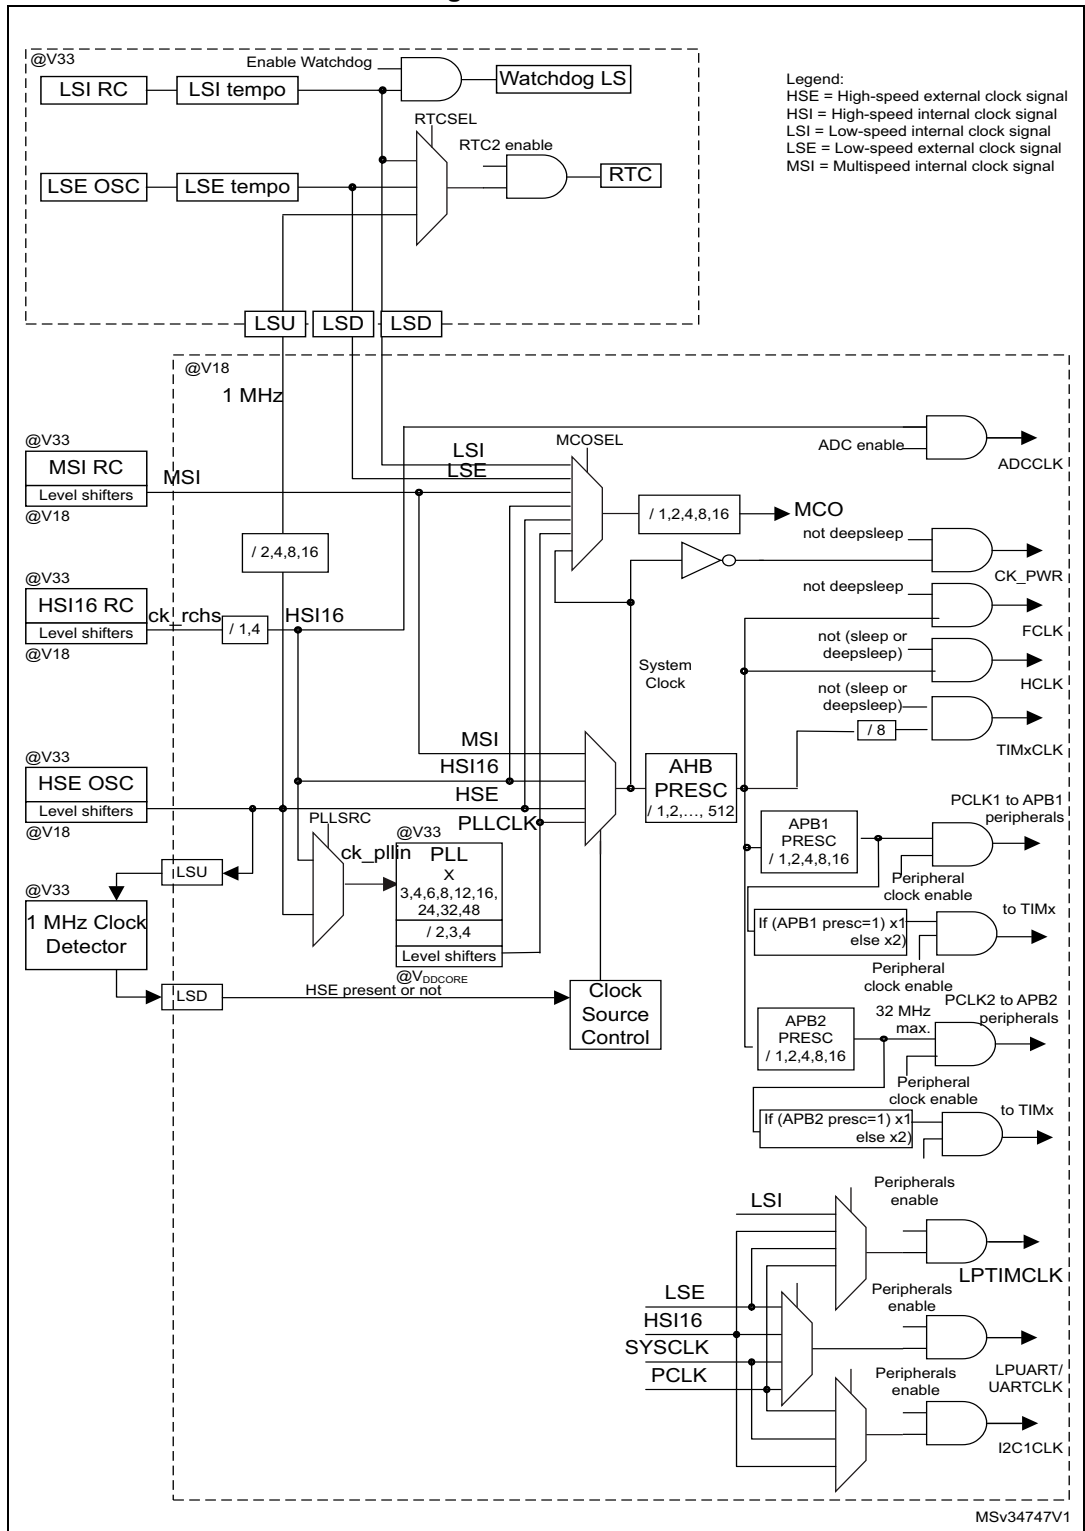 @V33
Enable Watchdog
LSI RC
LSI tempo
Watchdog LS
Legend:
HSE = High-speed external clock signal
HSI = High-speed internal clock signal
LSI = Low-speed internal clock signal
LSE = Low-speed external clock signal
MSI = Multispeed internal clock signal
RTCSEL
RTC2 enable
LSE OSC
LSE tempo
RTC
LSU
LSD
LSD
@V18
1 MHz
@V33
MSI RC
Level shifters
@V18
MSI
LSI
LSE
MCOSEL
/ 1,2,4,8,16
MCO
ADC enable
ADCCLK
not deepsleep
CK_PWR
/ 2,4,8,16
@V33
HSI16 RC
Level shifters
@V18
ck_rchs
/ 1,4
HSI16
System
Clock
not deepsleep
FCLK
not (sleep or
deepsleep)
HCLK
not (sleep or
deepsleep)
/ 8
TIMxCLK
@V33
HSE OSC
Level shifters
@V18
MSI
HSI16
HSE
PLLCLK
AHB
PRESC
/ 1,2,..., 512
PLLSRC
ck_pllin
@V33
PLL
X
3,4,6,8,12,16,
24,32,48
/ 2,3,4
Level shifters
@VDDCORE
APB1
PRESC
/ 1,2,4,8,16
PCLK1 to APB1
peripherals
Peripheral
clock enable
If (APB1 presc=1) x1
else x2)
to TIMx
Peripheral
clock enable
LSU
@V33
1 MHz Clock
Detector
LSD
HSE present or not
Clock
Source
Control
APB2
PRESC
/ 1,2,4,8,16
32 MHz
max.
PCLK2 to APB2
peripherals
Peripheral
clock enable
If (APB2 presc=1) x1
else x2)
to TIMx
LSI
Peripherals
enable
LPTIMCLK
LSE
HSI16
SYSCLK
PCLK
Peripherals
enable
LPUART/
UARTCLK
Peripherals
enable
I2C1CLK
MSv34747V1